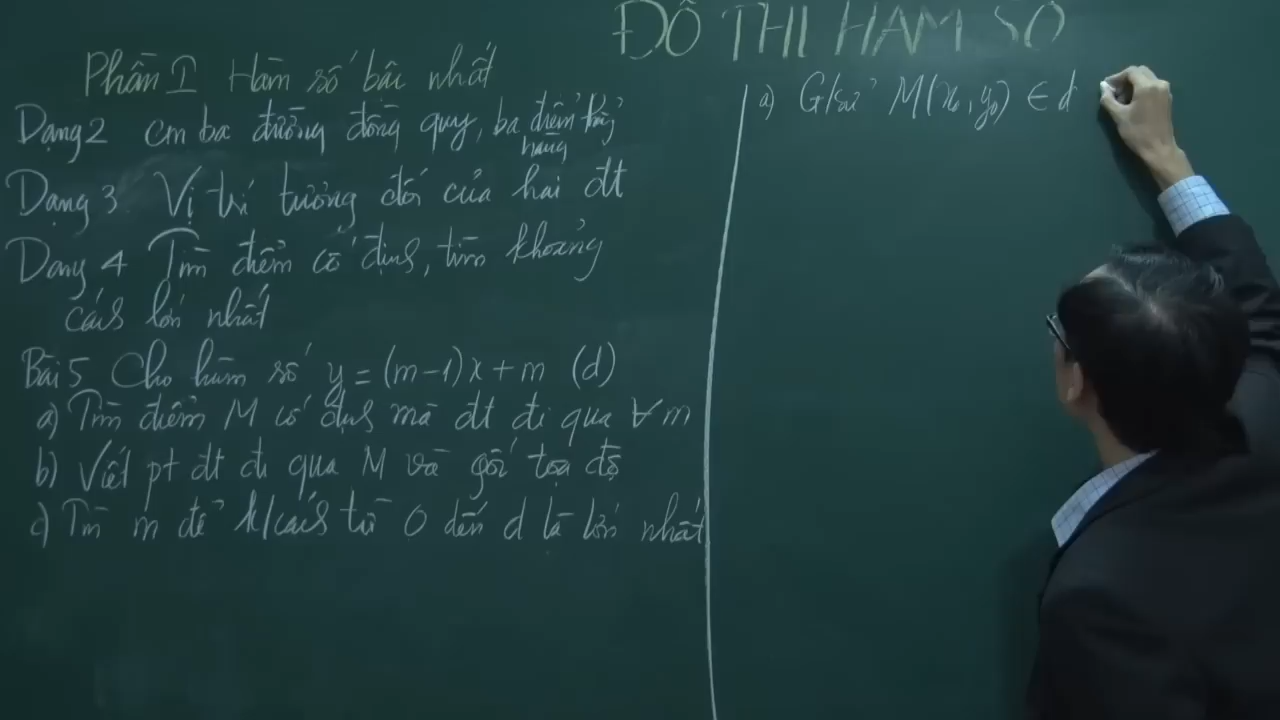 ĐỒ THỊ HÀM SỐ
Phần I Hàm số bậc nhất
Dạng 2 cm ba đường đồng quy, ba điểm thẳng
hàng
Dạng 3 Vị trí tương đối của hai đt
Dạng 4 Tìm điểm cố định, tìm khoảng
cách lớn nhất
Bài 5 Cho hàm số y = (m-1)x + m (d)
a) Tìm điểm M cố định mà đt đi qua ∀m
b) Viết pt đt đi qua M và gốc tọa độ
c) Tìm m để k/cách từ O đến d là lớn nhất
a) G/sử M(x₀, y₀) ∈ d